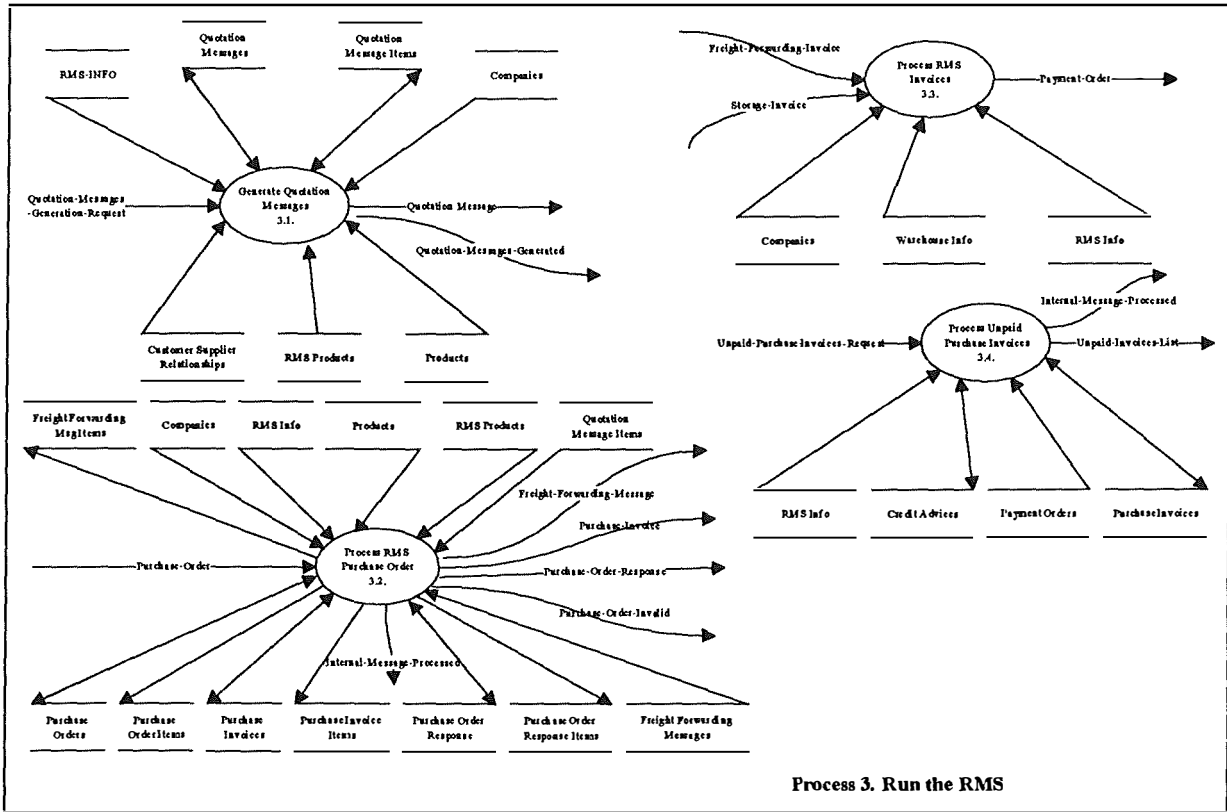 Quotation
Messages
Quotation
Message Items
RMS-INFO
Companies
Quotation-Messages
-Generation-Request
Generate Quotation
Messages
3.1.
Quotation Message
Quotation-Messages-Generated
Customer Supplier
Relationships
RMS Products
Products
Freight-Forwarding-Invoice
Storage-Invoice
Process RMS
Invoices
3.3.
Payment-Order
Companies
Warehouse Info
RMS Info
Internal-Message-Processed
Unpaid-Purchase-Invoices-Request
Process Unpaid
Purchase Invoices
3.4.
Unpaid-Invoices-List
RMS Info
Credit Advices
Payment Orders
Purchase Invoices
Freight Forwarding
Msg Items
Companies
RMS Info
Products
RMS Products
Quotation
Message Items
Freight-Forwarding-Message
Purchase-Invoice
Purchase-Order
Process RMS
Purchase Order
3.2.
Purchase-Order-Response
Purchase-Order-Invalid
Internal-Message-Processed
Purchase
Orders
Purchase
Order Items
Purchase
Invoices
Purchase Invoice
Items
Purchase Order
Response
Purchase Order
Response Items
Freight Forwarding
Messages
Process 3. Run the RMS